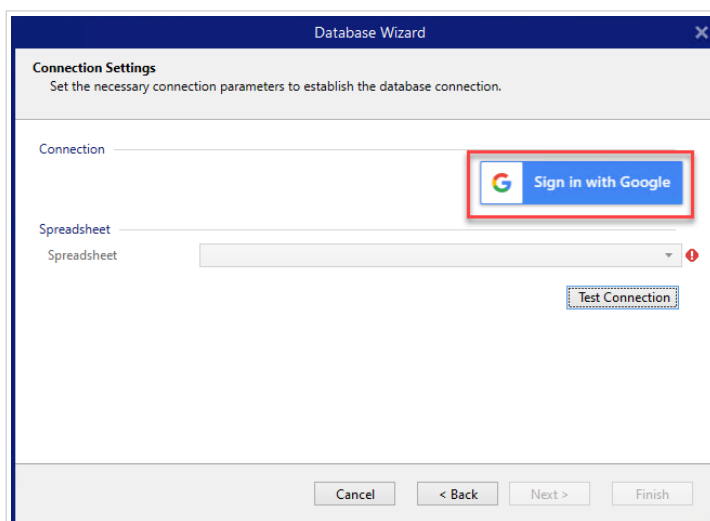 Database Wizard
Connection Settings
Set the necessary connection parameters to establish the database connection.
Connection
Sign in with Google
Spreadsheet
Spreadsheet
Test Connection
Cancel < Back Next > Finish